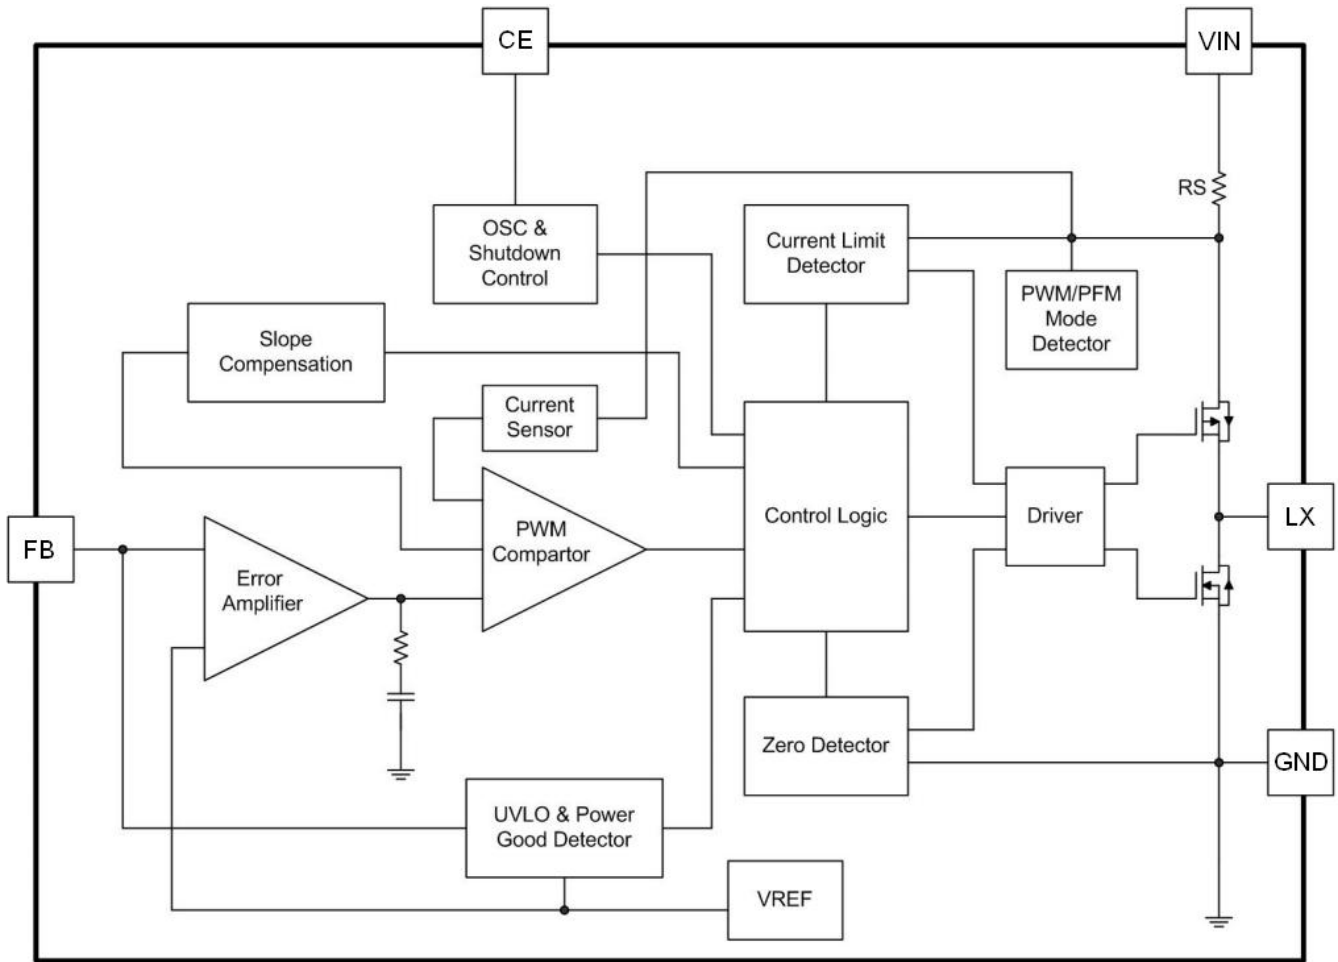 CE
VIN
RS
OSC &
Shutdown
Control
Current Limit
Detector
PWM/PFM
Mode
Detector
Slope
Compensation
Current
Sensor
PWM
Compartor
Control Logic
Driver
LX
FB
Error
Amplifier
Zero Detector
GND
UVLO & Power
Good Detector
VREF